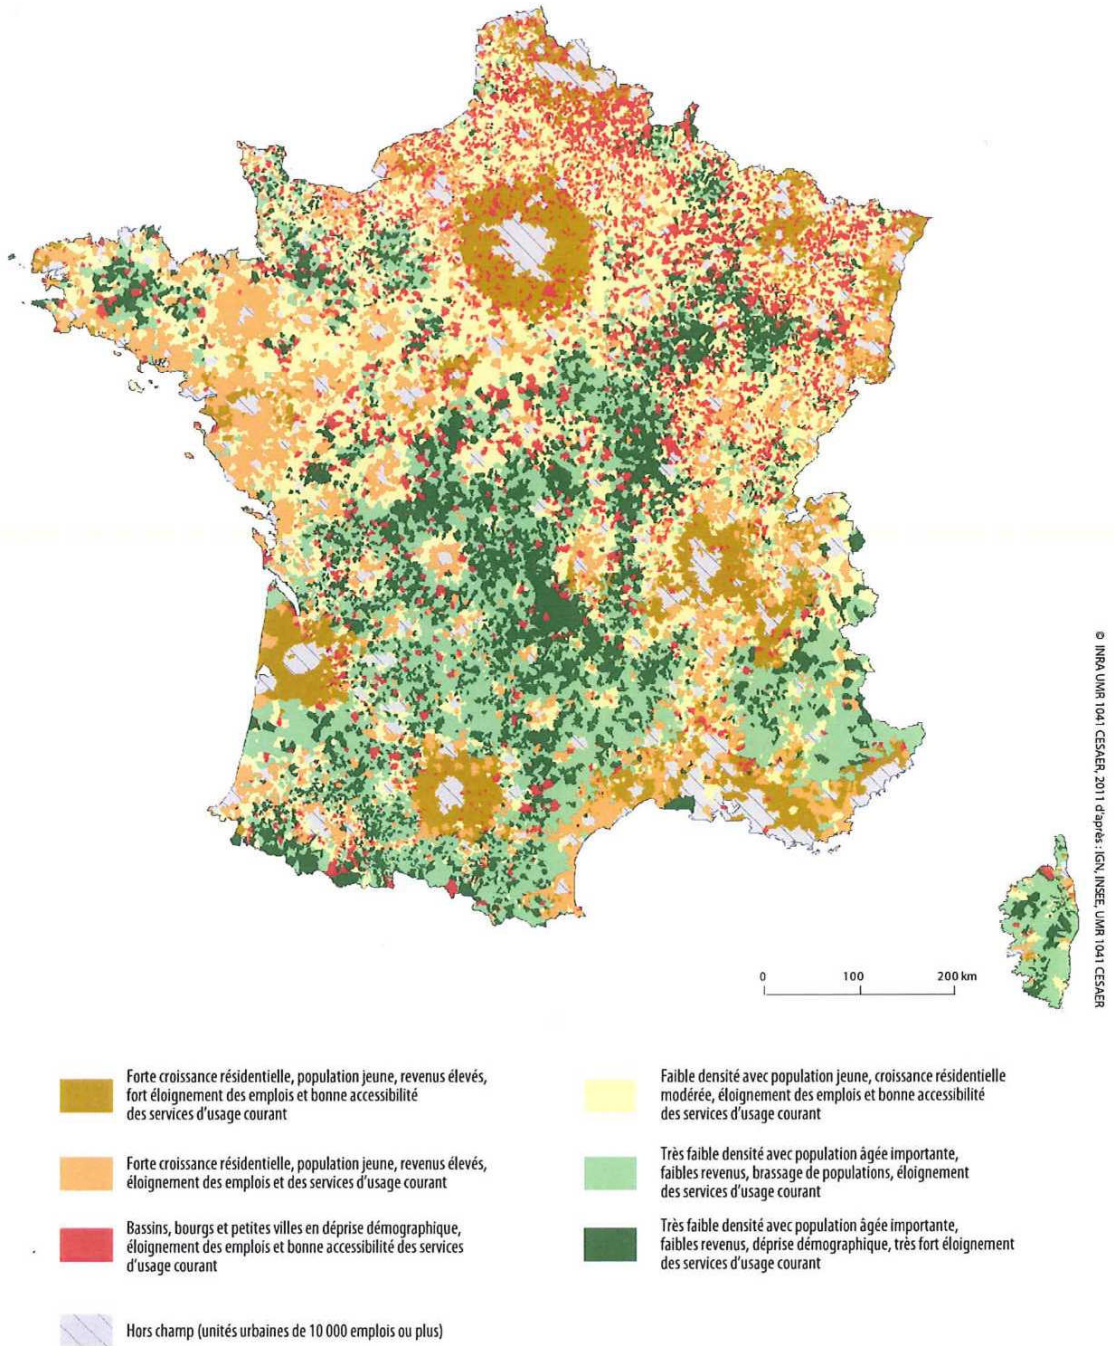 © INRA UMR 1041 CESAER, 2011 d'après : IGN, INSEE, UMR 1041 CESAER
0 100 200 km
Forte croissance résidentielle, population jeune, revenus élevés,
fort éloignement des emplois et bonne accessibilité
des services d'usage courant
Forte croissance résidentielle, population jeune, revenus élevés,
éloignement des emplois et des services d'usage courant
Bassins, bourgs et petites villes en déprise démographique,
éloignement des emplois et bonne accessibilité des services
d'usage courant
Hors champ (unités urbaines de 10 000 emplois ou plus)
Faible densité avec population jeune, croissance résidentielle
modérée, éloignement des emplois et bonne accessibilité
des services d'usage courant
Très faible densité avec population âgée importante,
faibles revenus, brassage de populations, éloignement
des services d'usage courant
Très faible densité avec population âgée importante,
faibles revenus, déprise démographique, très fort éloignement
des services d'usage courant